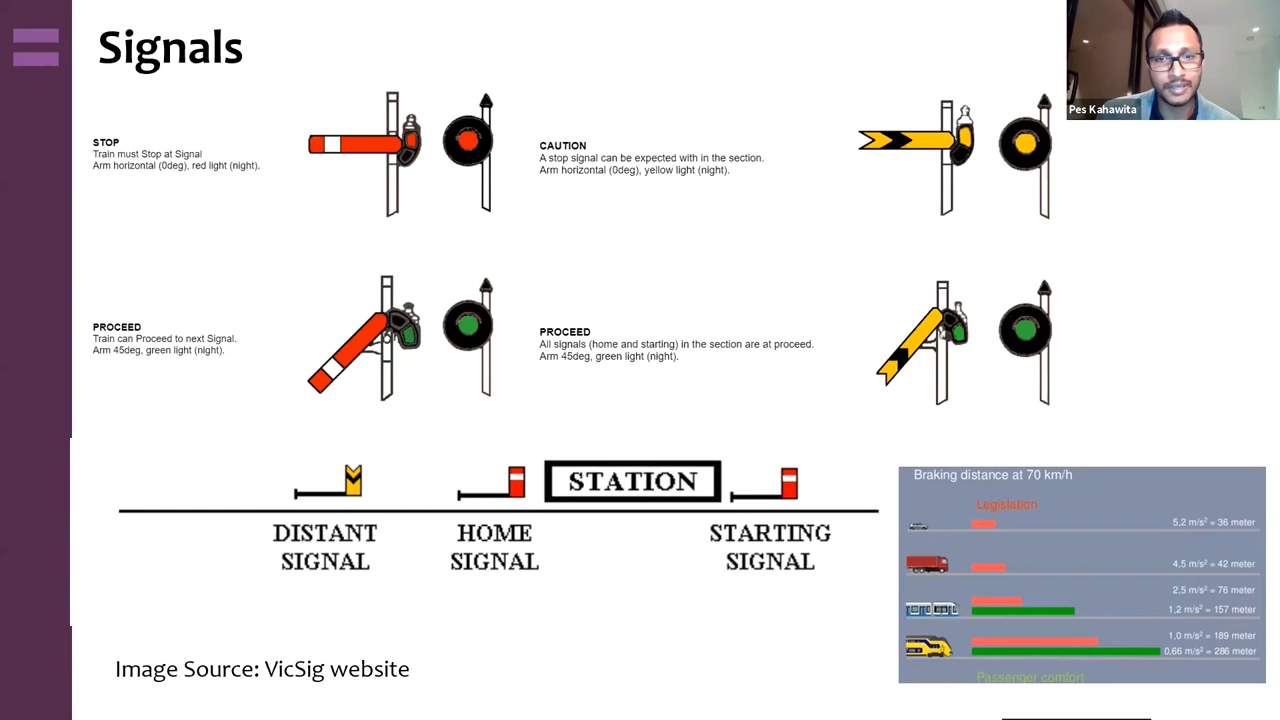 Signals
Pes Kahawita
STOP
Train must Stop at Signal
Arm horizontal (0deg), red light (night).
CAUTION
A stop signal can be expected with in the section.
Arm horizontal (0deg), yellow light (night).
PROCEED
Train can Proceed to next Signal.
Arm 45deg, green light (night).
PROCEED
All signals (home and starting) in the section are at proceed.
Arm 45deg, green light (night).
STATION
DISTANT
SIGNAL
HOME
SIGNAL
STARTING
SIGNAL
Braking distance at 70 km/h
Legislation
5,2 m/s² = 36 meter
4,5 m/s² = 42 meter
2,5 m/s² = 76 meter
1,2 m/s² = 157 meter
1,0 m/s² = 189 meter
0,66 m/s² = 286 meter
Passenger comfort
Image Source: VicSig website